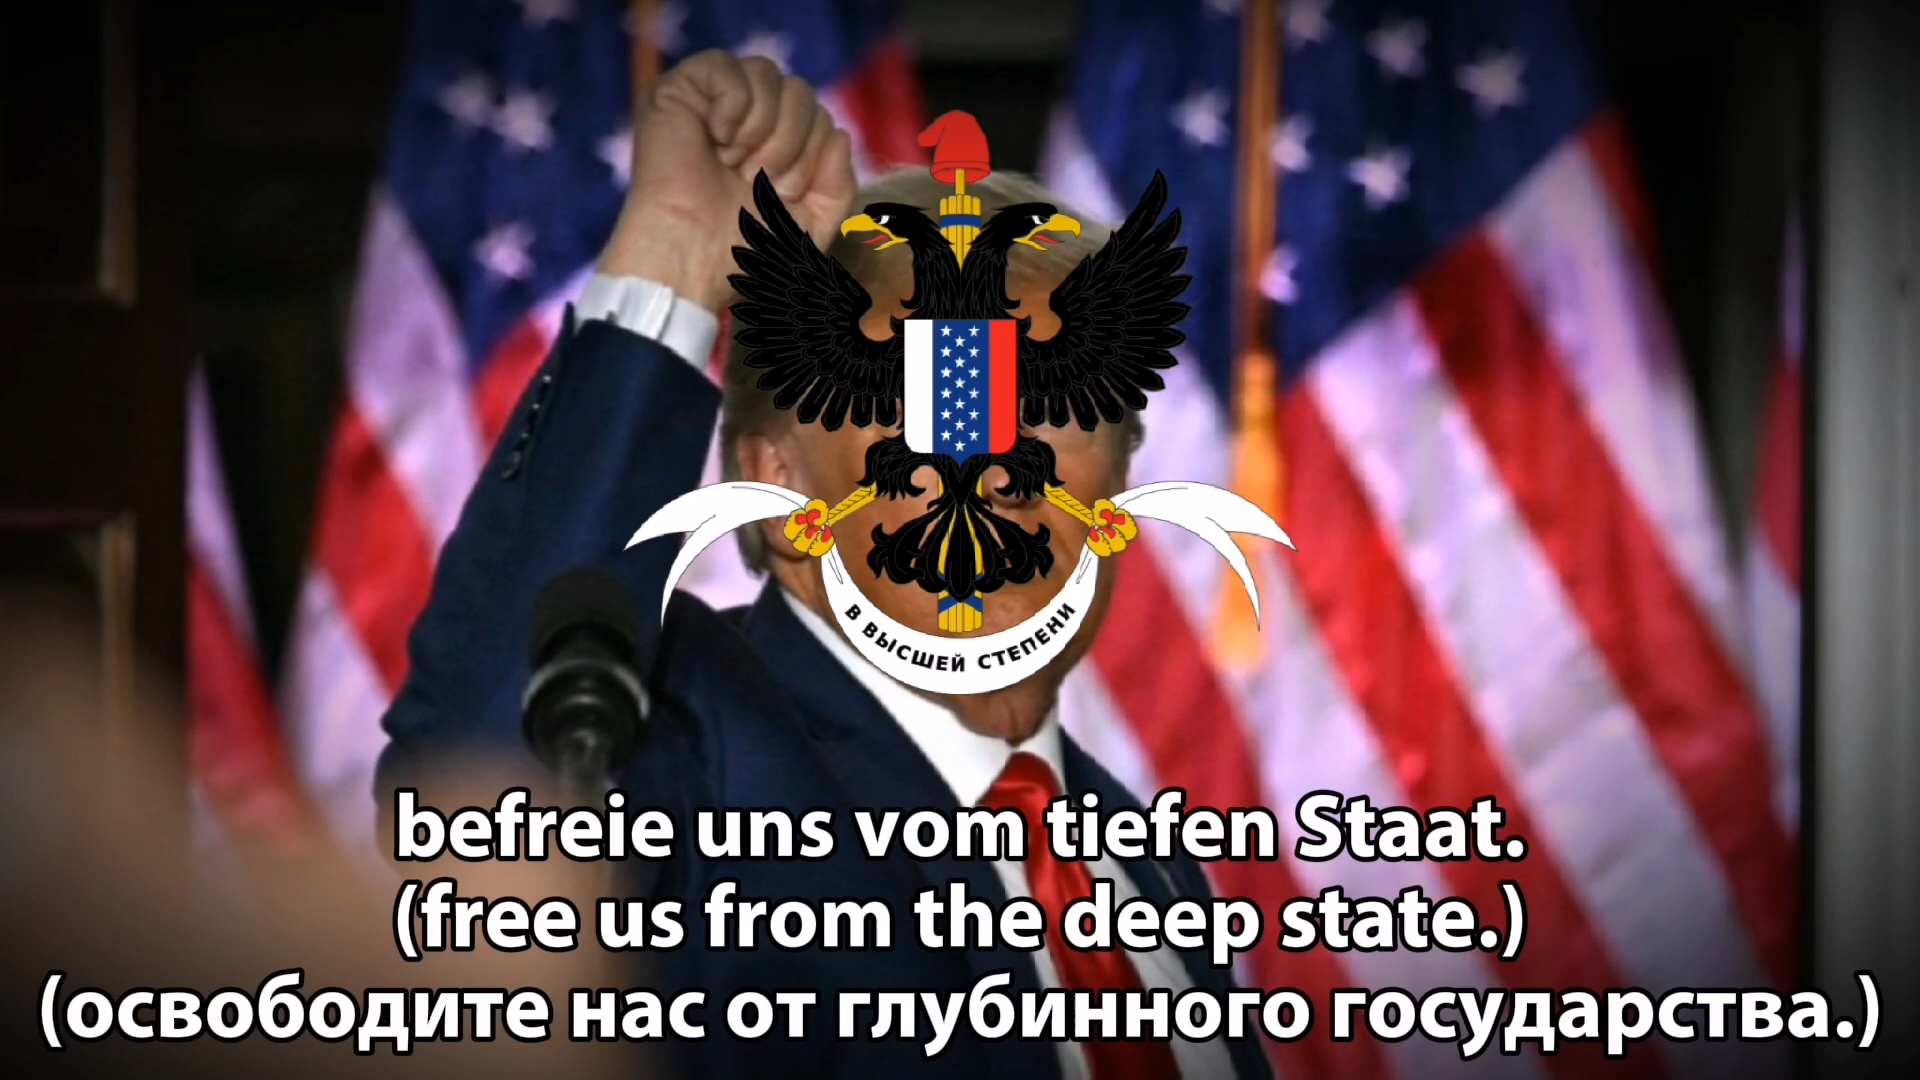 В ВЫСШЕЙ СТЕПЕНИ
befreie uns vom tiefen Staat.
(free us from the deep state.)
(освободите нас от глубинного государства.)